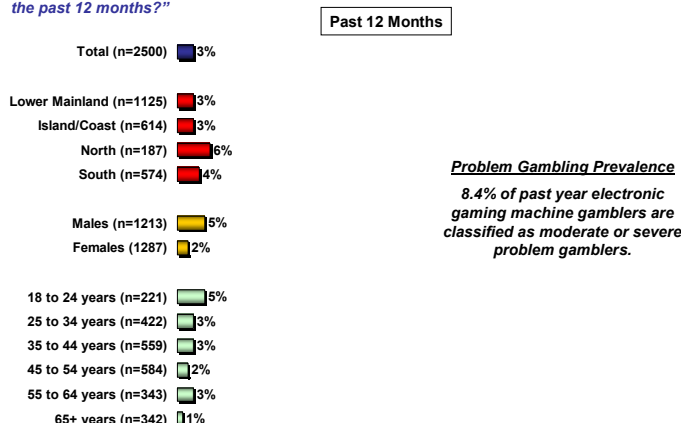 the past 12 months?”
Past 12 Months
Total (n=2500) 3%
Lower Mainland (n=1125) 3%
Island/Coast (n=614) 3%
North (n=187) 6%
South (n=574) 4%
Problem Gambling Prevalence
8.4% of past year electronic
gaming machine gamblers are
classified as moderate or severe
problem gamblers.
Males (n=1213) 5%
Females (1287) 2%
18 to 24 years (n=221) 5%
25 to 34 years (n=422) 3%
35 to 44 years (n=559) 3%
45 to 54 years (n=584) 2%
55 to 64 years (n=343) 3%
65+ years (n=342) 1%